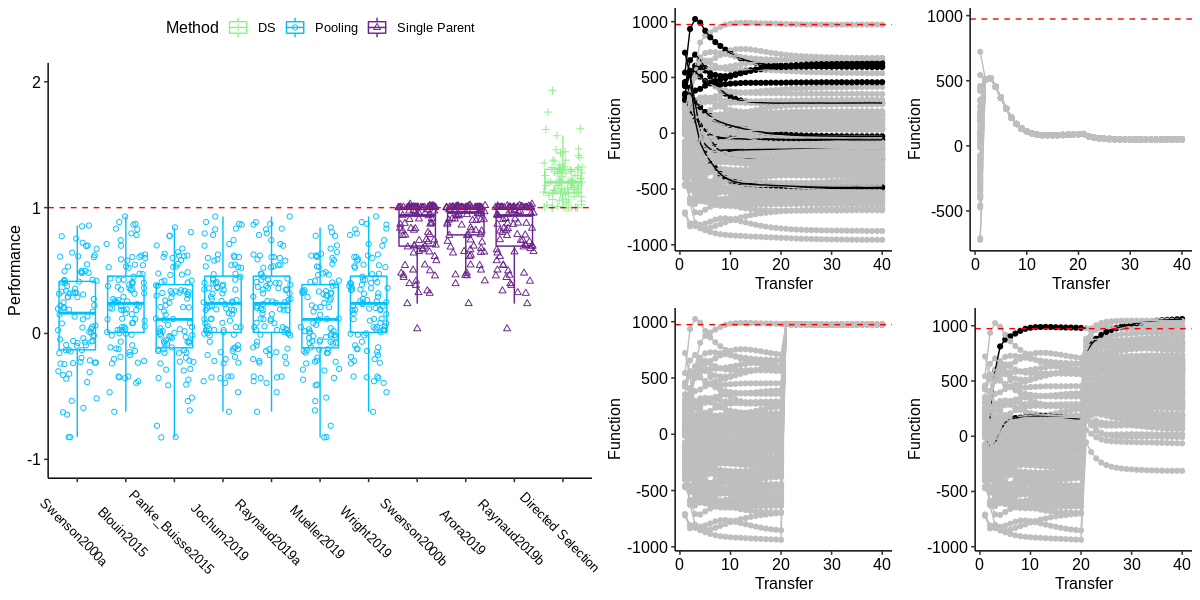 Method DS Pooling Single Parent
Performance
2
1
0
-1
Swenson2000a
Blouin2015
Panke_Buisse2015
Jochum2019
Raynaud2019a
Mueller2019
Wright2019
Swenson2000b
Arora2019
Raynaud2019b
Directed Selection
Function
1000
500
0
-500
-1000
0 10 20 30 40
Transfer
Function
1000
500
0
-500
0 10 20 30 40
Transfer
Function
1000
500
0
-500
-1000
0 10 20 30 40
Transfer
Function
1000
500
0
-500
-1000
0 10 20 30 40
Transfer